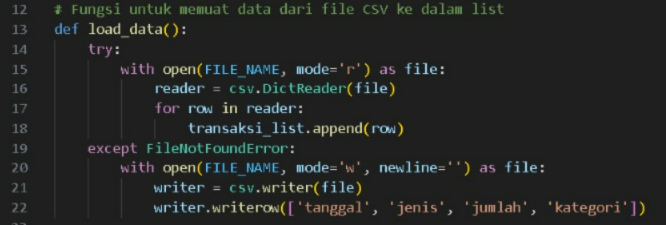 12 # Fungsi untuk memuat data dari file CSV ke dalam list
13 def load_data():
14     try:
15         with open(FILE_NAME, mode='r') as file:
16             reader = csv.DictReader(file)
17             for row in reader:
18                 transaksi_list.append(row)
19     except FileNotFoundError:
20         with open(FILE_NAME, mode='w', newline='') as file:
21             writer = csv.writer(file)
22             writer.writerow(['tanggal', 'jenis', 'jumlah', 'kategori'])